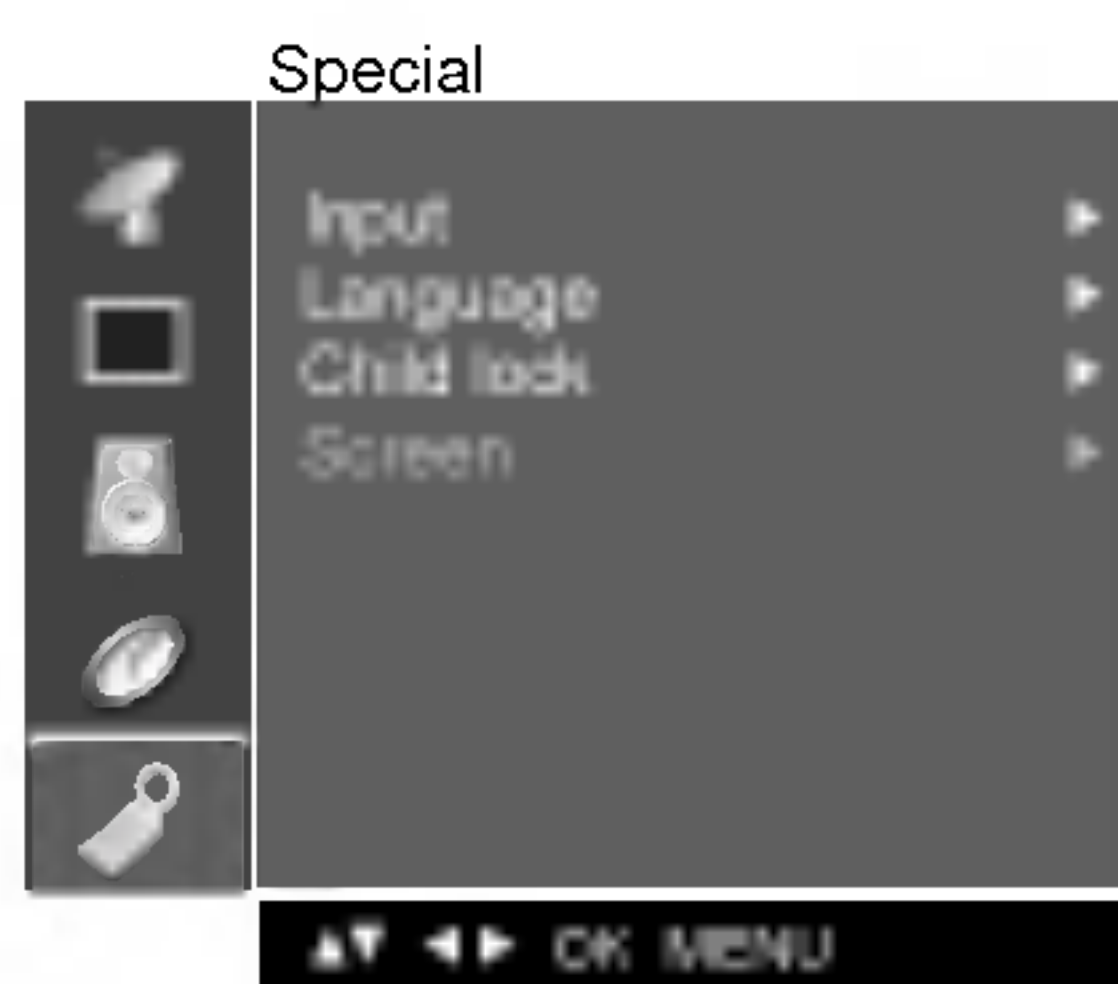 Special
Input
Language
Child lock
Screen
▲▼ ◀ ▶ OK MENU